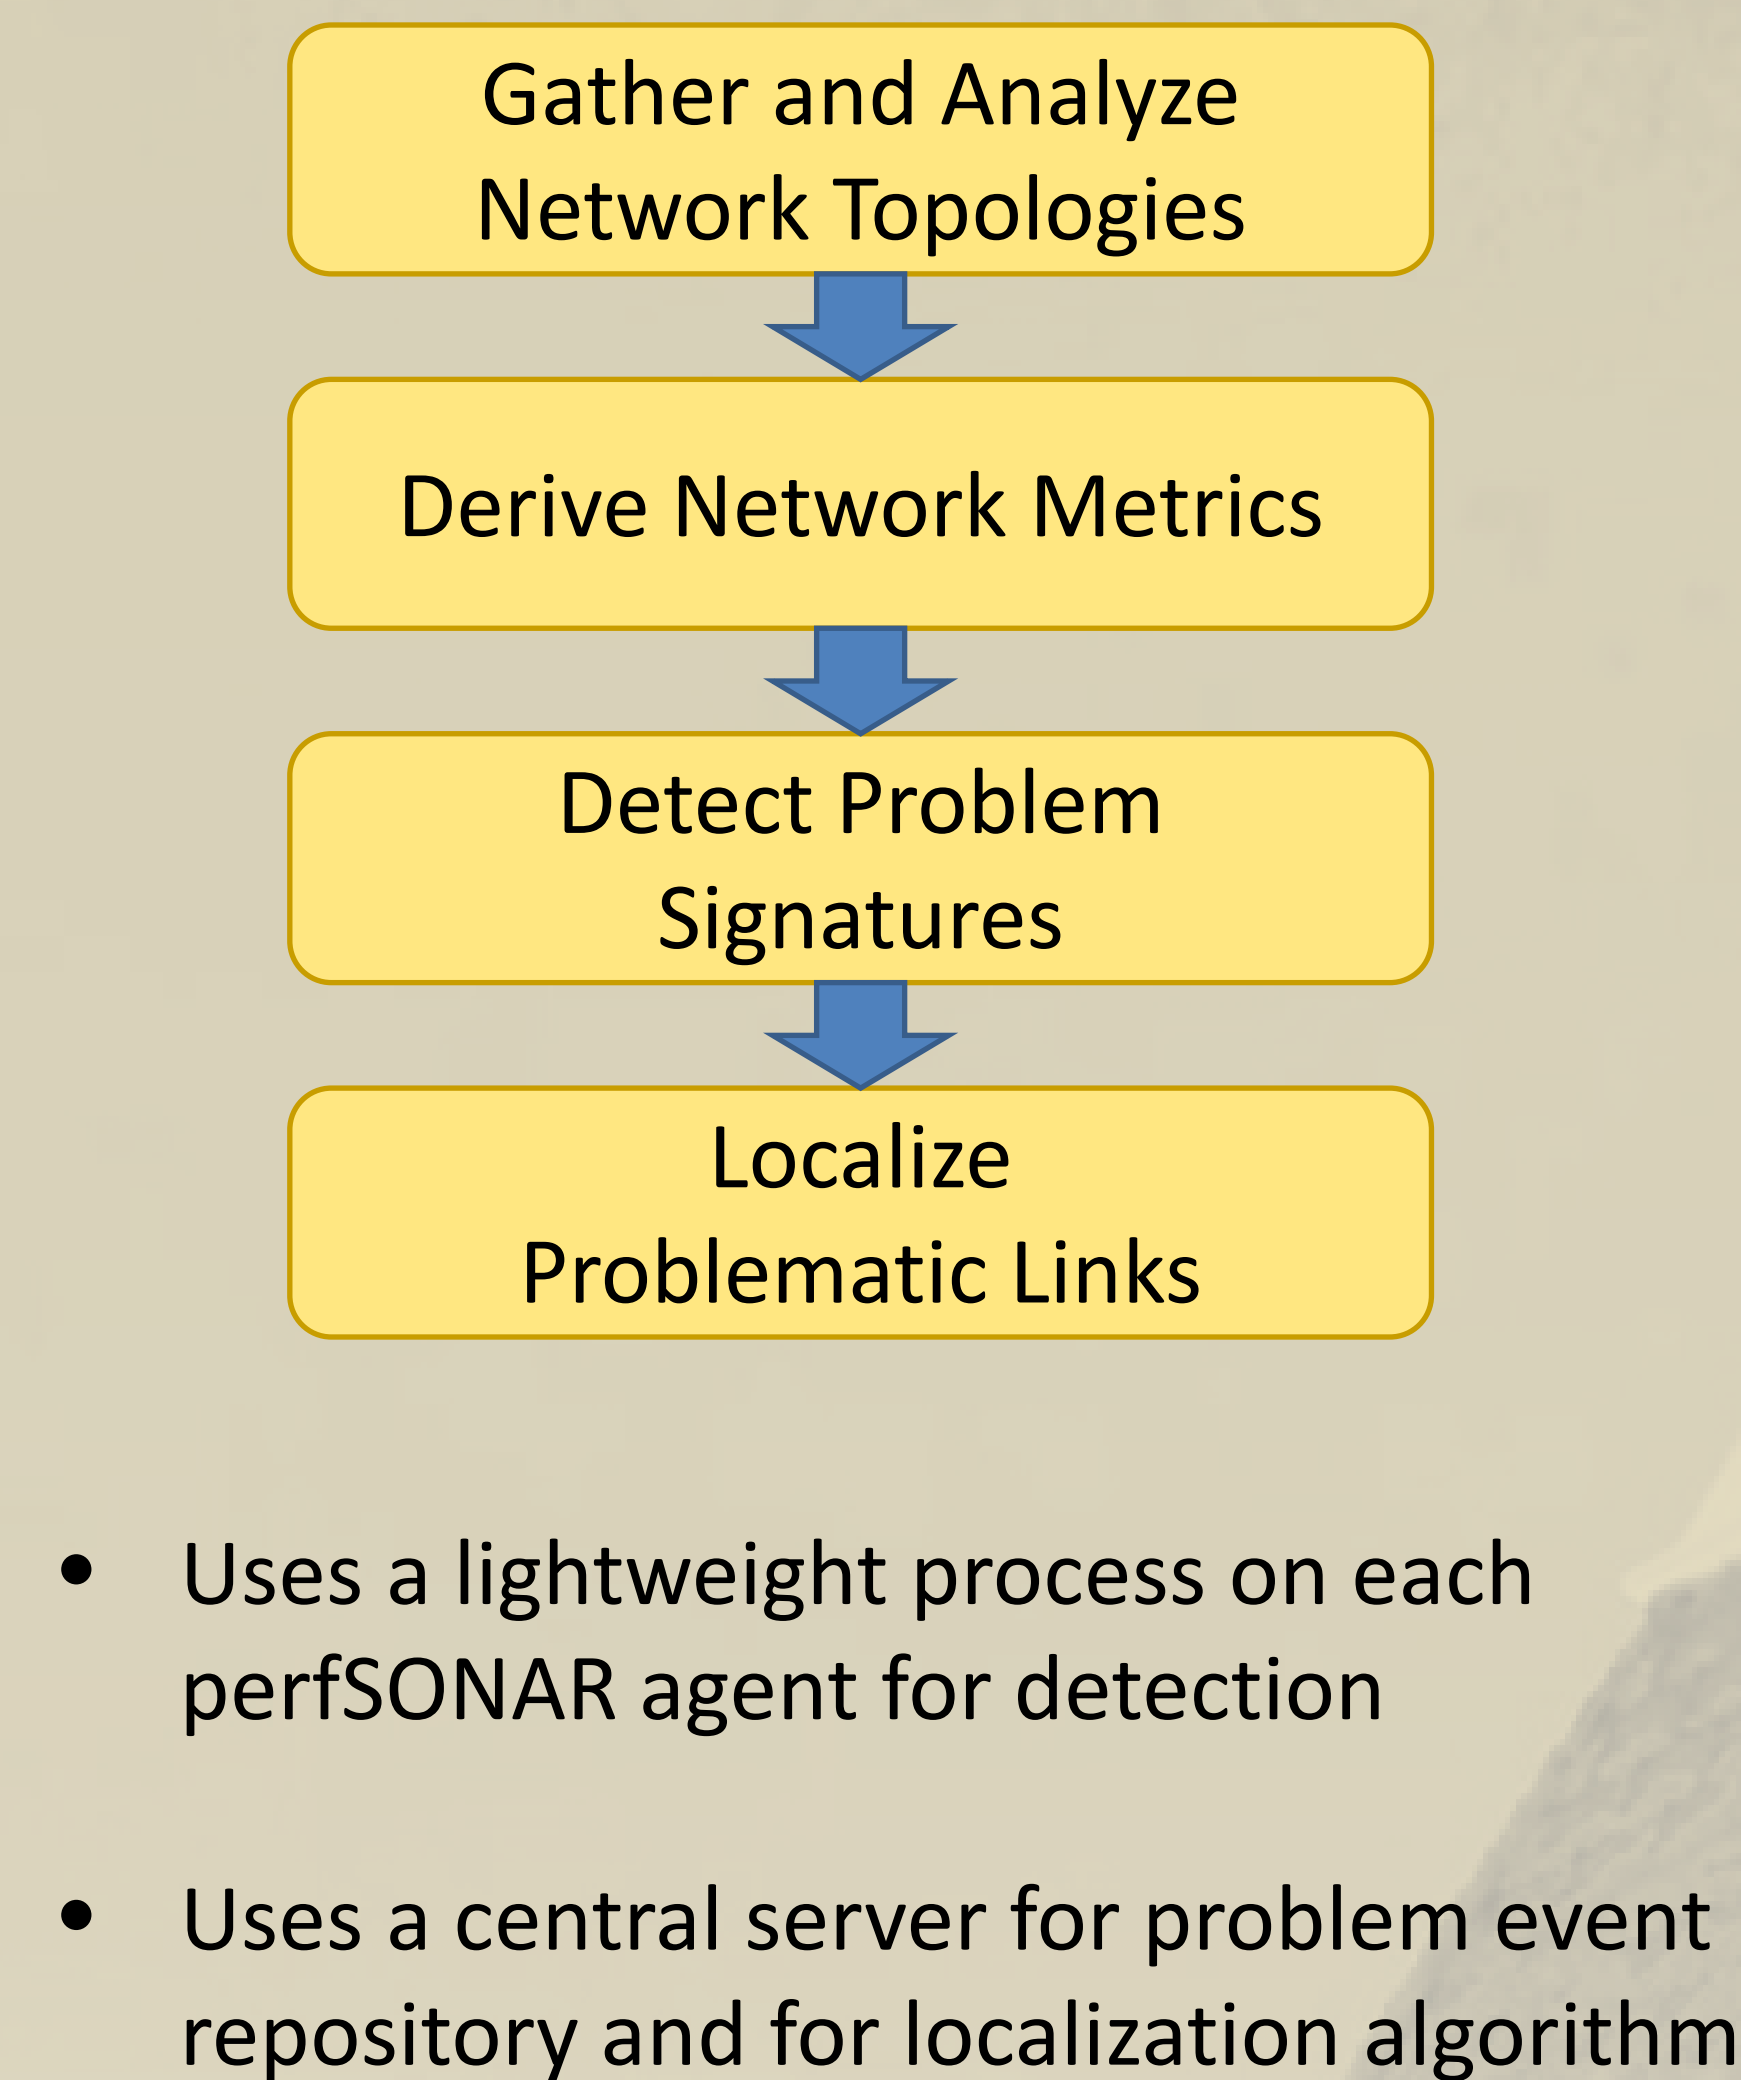 Gather and Analyze
Network Topologies
Derive Network Metrics
Detect Problem
Signatures
Localize
Problematic Links
• Uses a lightweight process on each
perfSONAR agent for detection
• Uses a central server for problem event
repository and for localization algorithm